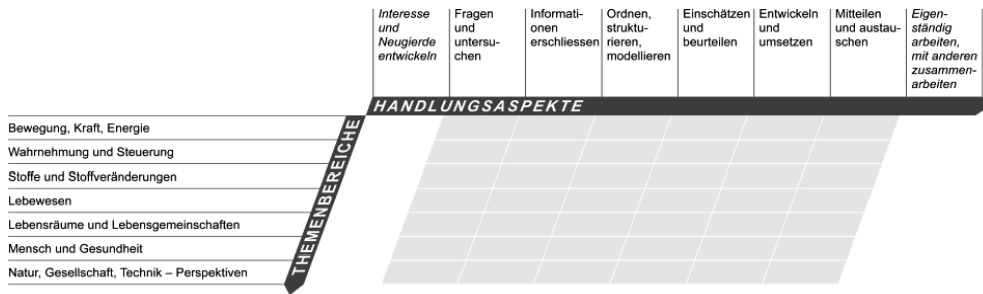 Interesse
und
Neugierde
entwickeln
Fragen
und
untersu-
chen
Informati-
onen
erschliessen
Ordnen,
struktu-
rieren,
modellieren
Einschätzen
und
beurteilen
Entwickeln
und
umsetzen
Mitteilen
und austau-
schen
Eigen-
ständig
arbeiten,
mit anderen
zusammen-
arbeiten
HANDLUNGSASPEKTE
THEMENBEREICHE
Bewegung, Kraft, Energie
Wahrnehmung und Steuerung
Stoffe und Stoffveränderungen
Lebewesen
Lebensräume und Lebensgemeinschaften
Mensch und Gesundheit
Natur, Gesellschaft, Technik – Perspektiven